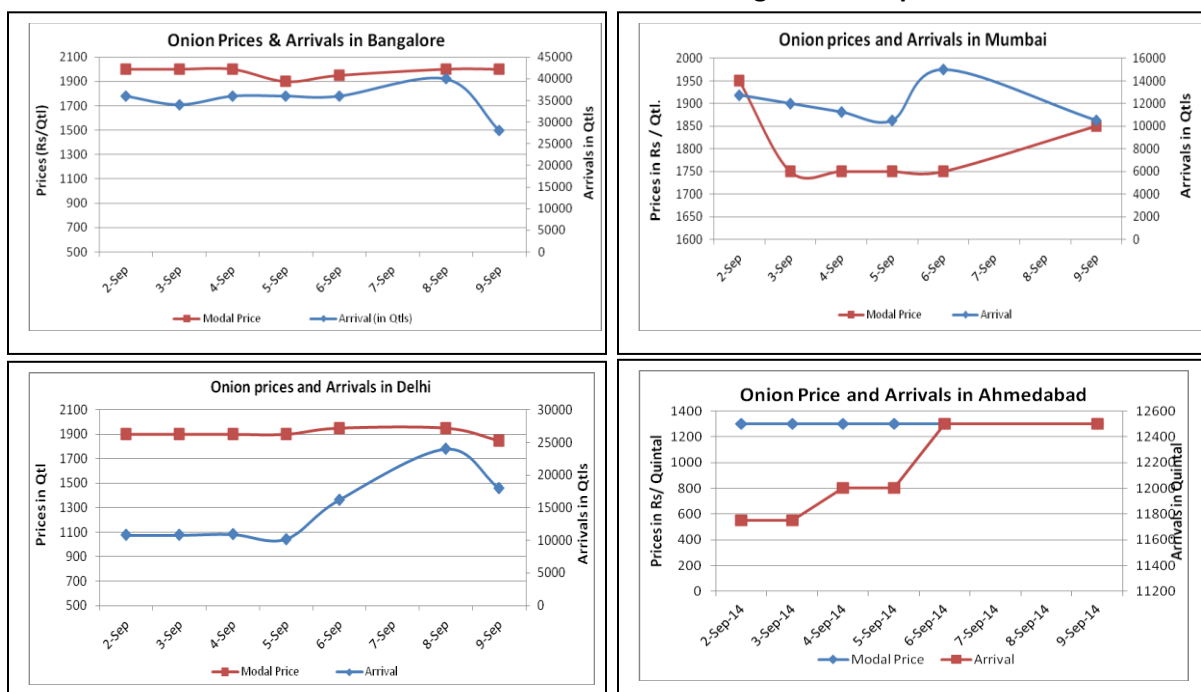 Onion Prices & Arrivals in Bangalore
2100
1900
1700
1500
1300
1100
900
700
500
Prices (Rs/Qtl)
45000
40000
35000
30000
25000
20000
15000
10000
5000
0
Arrivals in Qtls
2-Sep
3-Sep
4-Sep
5-Sep
6-Sep
7-Sep
8-Sep
9-Sep
Modal Price
Arrival (in Qtls)
Onion prices and Arrivals in Mumbai
2000
1950
1900
1850
1800
1750
1700
1650
1600
Prices in Rs / Qtl.
16000
14000
12000
10000
8000
6000
4000
2000
0
Arrivals in Qtls
2-Sep
3-Sep
4-Sep
5-Sep
6-Sep
7-Sep
8-Sep
9-Sep
Modal Price
Arrival
Onion prices and Arrivals in Delhi
2100
1900
1700
1500
1300
1100
900
700
500
Prices in Qtl
30000
25000
20000
15000
10000
5000
0
Arrivals in Qtls
2-Sep
3-Sep
4-Sep
5-Sep
6-Sep
7-Sep
8-Sep
9-Sep
Modal Price
Arrival
Onion Price and Arrivals in Ahmedabad
1400
1200
1000
800
600
400
200
0
Prices in Rs/ Quintal
12600
12400
12200
12000
11800
11600
11400
11200
Arrivals in Quintal
2-Sep-14
3-Sep-14
4-Sep-14
5-Sep-14
6-Sep-14
7-Sep-14
8-Sep-14
9-Sep-14
Modal Price
Arrival